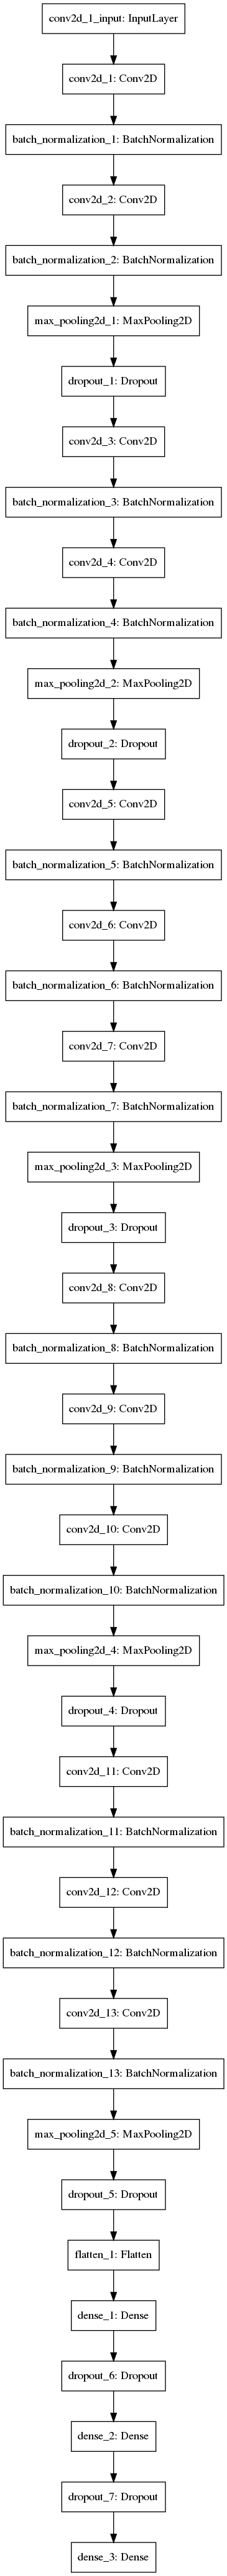 conv2d_1_input: InputLayer
conv2d_1: Conv2D
batch_normalization_1: BatchNormalization
conv2d_2: Conv2D
batch_normalization_2: BatchNormalization
max_pooling2d_1: MaxPooling2D
dropout_1: Dropout
conv2d_3: Conv2D
batch_normalization_3: BatchNormalization
conv2d_4: Conv2D
batch_normalization_4: BatchNormalization
max_pooling2d_2: MaxPooling2D
dropout_2: Dropout
conv2d_5: Conv2D
batch_normalization_5: BatchNormalization
conv2d_6: Conv2D
batch_normalization_6: BatchNormalization
conv2d_7: Conv2D
batch_normalization_7: BatchNormalization
max_pooling2d_3: MaxPooling2D
dropout_3: Dropout
conv2d_8: Conv2D
batch_normalization_8: BatchNormalization
conv2d_9: Conv2D
batch_normalization_9: BatchNormalization
conv2d_10: Conv2D
batch_normalization_10: BatchNormalization
max_pooling2d_4: MaxPooling2D
dropout_4: Dropout
conv2d_11: Conv2D
batch_normalization_11: BatchNormalization
conv2d_12: Conv2D
batch_normalization_12: BatchNormalization
conv2d_13: Conv2D
batch_normalization_13: BatchNormalization
max_pooling2d_5: MaxPooling2D
dropout_5: Dropout
flatten_1: Flatten
dense_1: Dense
dropout_6: Dropout
dense_2: Dense
dropout_7: Dropout
dense_3: Dense